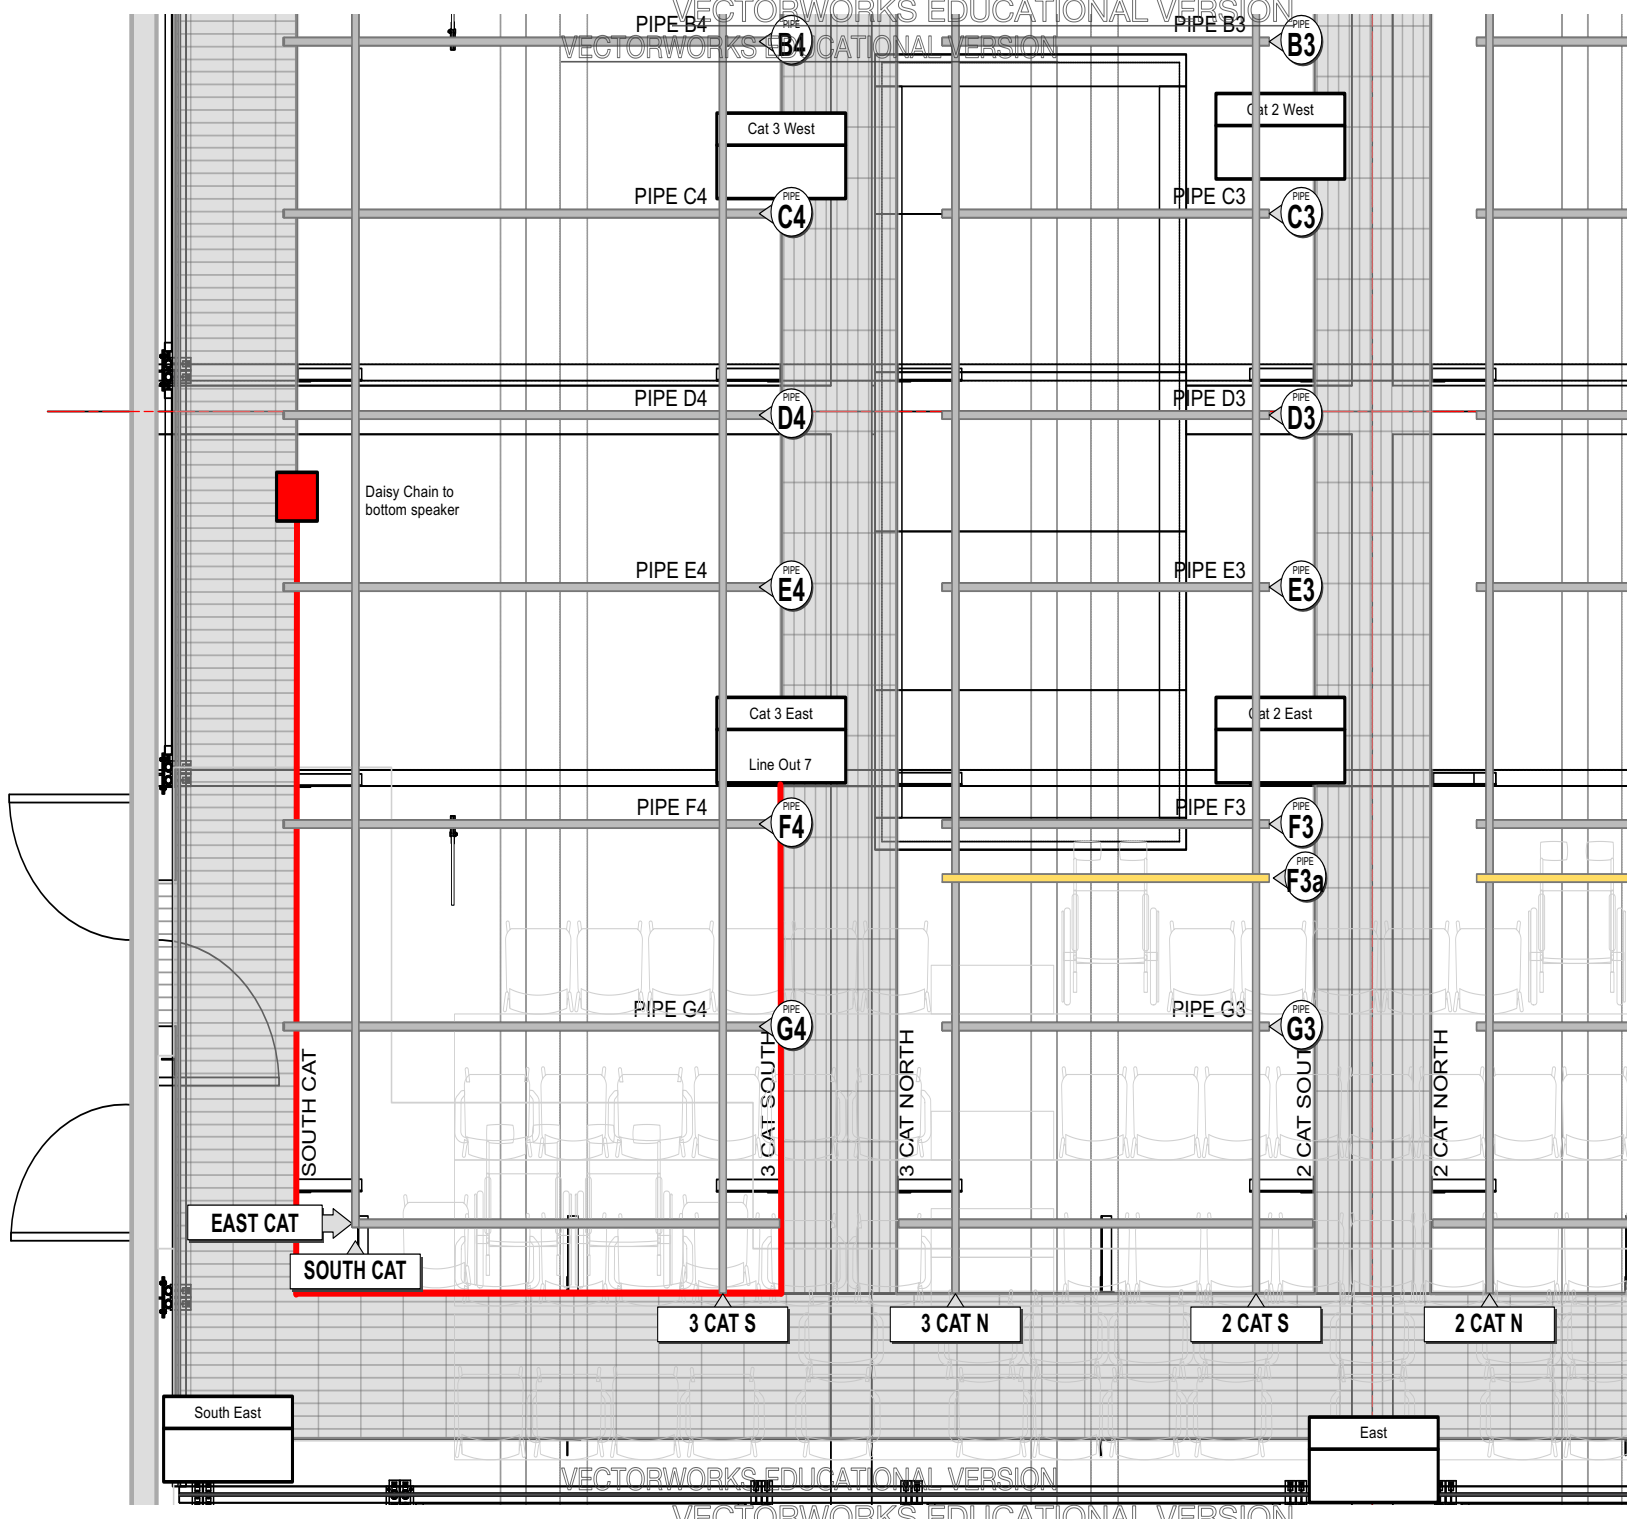 VECTORWORKS EDUCATIONAL VERSION
VECTORWORKS EDUCATIONAL VERSION
PIPE B4
PIPE
B4
PIPE B3
PIPE
B3
Cat 3 West
Cat 2 West
PIPE C4
PIPE
C4
PIPE C3
PIPE
C3
PIPE D4
PIPE
D4
PIPE D3
PIPE
D3
Daisy Chain to
bottom speaker
PIPE E4
PIPE
E4
PIPE E3
PIPE
E3
Cat 3 East
Line Out 7
Cat 2 East
PIPE F4
PIPE
F4
PIPE F3
PIPE
F3
PIPE
F3a
PIPE G4
PIPE
G4
PIPE G3
PIPE
G3
SOUTH CAT
3 CAT SOUTH
3 CAT NORTH
2 CAT SOUT
2 CAT NORTH
EAST CAT
SOUTH CAT
3 CAT S
3 CAT N
2 CAT S
2 CAT N
South East
East
VECTORWORKS EDUCATIONAL VERSION
VECTORWORKS EDUCATIONAL VERSION